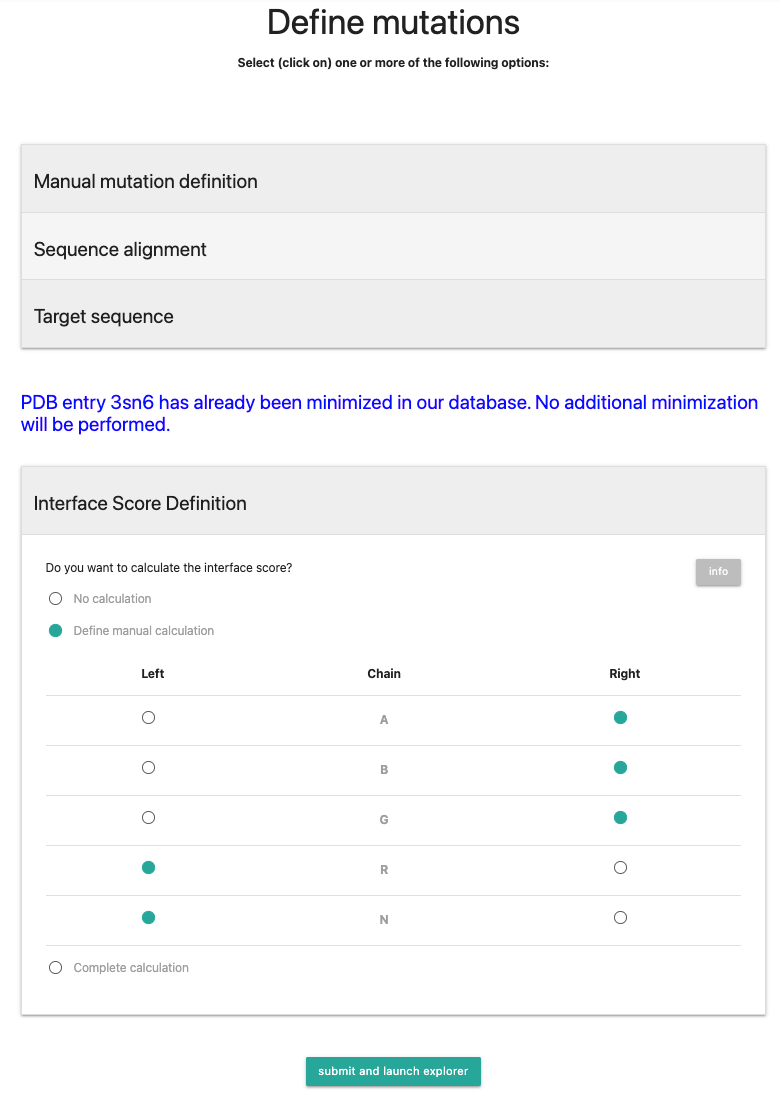 Define mutations
Select (click on) one or more of the following options:
Manual mutation definition
Sequence alignment
Target sequence
PDB entry 3sn6 has already been minimized in our database. No additional minimization
will be performed.
Interface Score Definition
Do you want to calculate the interface score?
info
No calculation
Define manual calculation
Left Chain Right
A
B
G
R
N
Complete calculation
submit and launch explorer